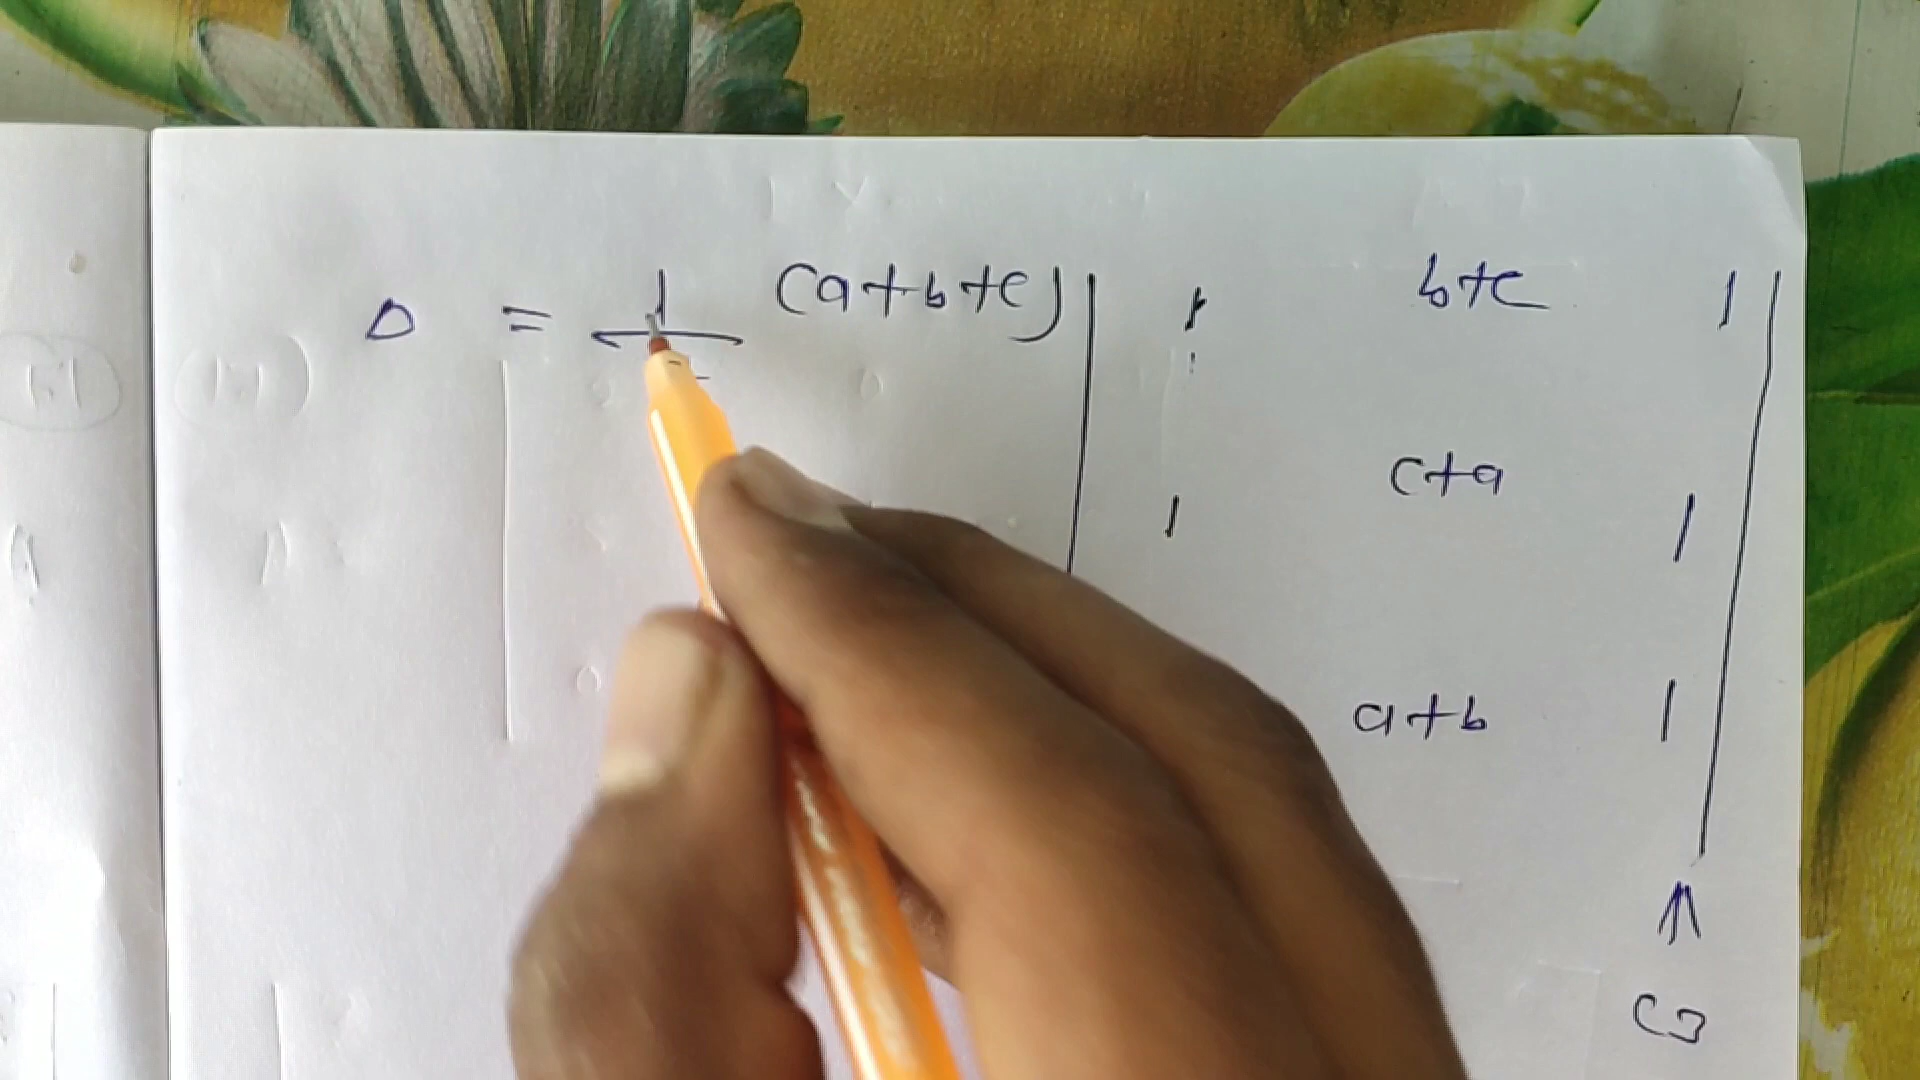 Δ = 1 (a+b+c) | 1 b+c 1 |
1 c+a 1
a+b 1
↑
C3